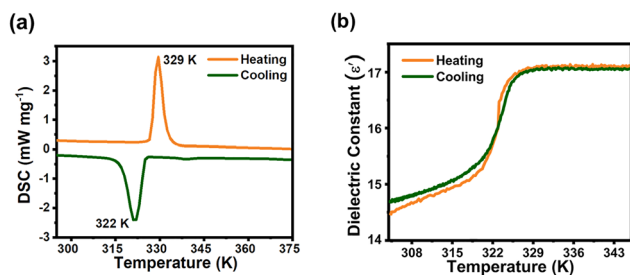 (a)
DSC (mW mg-1)
3
2
1
0
-1
-2
-3
329 K
Heating
Cooling
322 K
295
315
330
345
360
375
Temperature (K)
(b)
Dielectric Constant (ε′)
17
16
15
14
Heating
Cooling
308
315
322
329
336
343
Temperature (K)